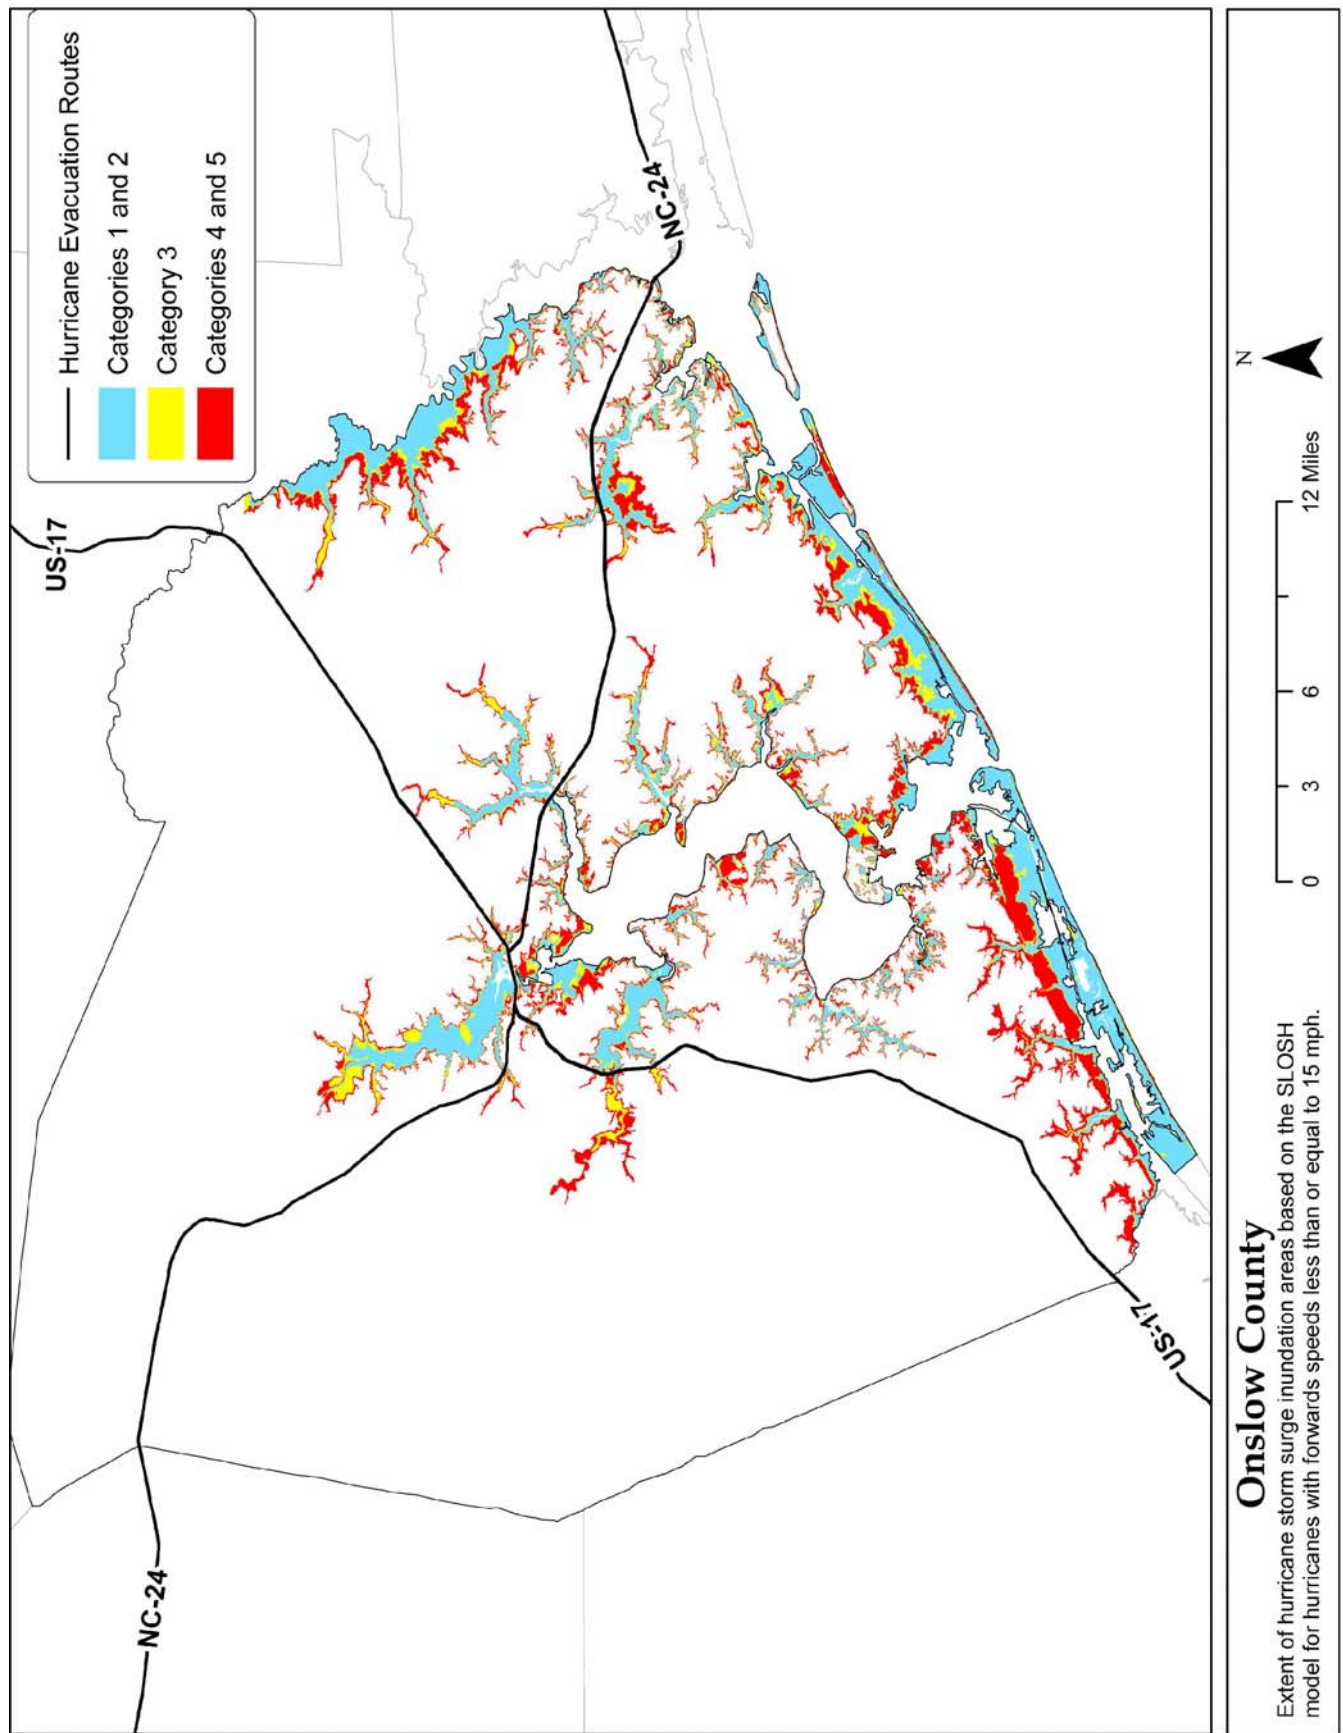 Hurricane Evacuation Routes
Categories 1 and 2
Category 3
Categories 4 and 5
US-17
NC-24
NC-24
US-17
Onslow County
Extent of hurricane storm surge inundation areas based on the SLOSH
model for hurricanes with forwards speeds less than or equal to 15 mph.
0 3 6 12 Miles
N